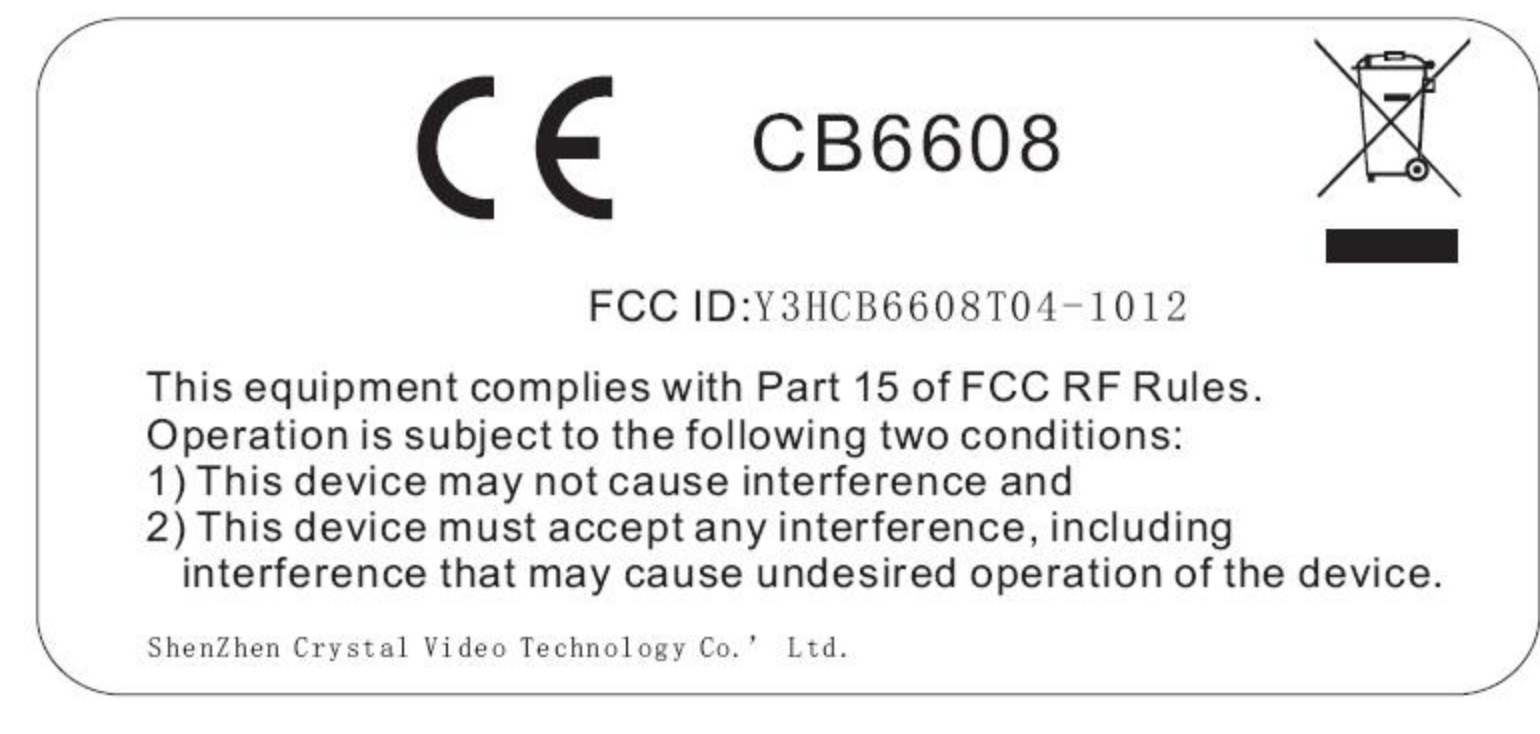 CE CB6608
FCC ID:Y3HCB6608T04-1012
This equipment complies with Part 15 of FCC RF Rules.
Operation is subject to the following two conditions:
1) This device may not cause interference and
2) This device must accept any interference, including
interference that may cause undesired operation of the device.
ShenZhen Crystal Video Technology Co.’ Ltd.